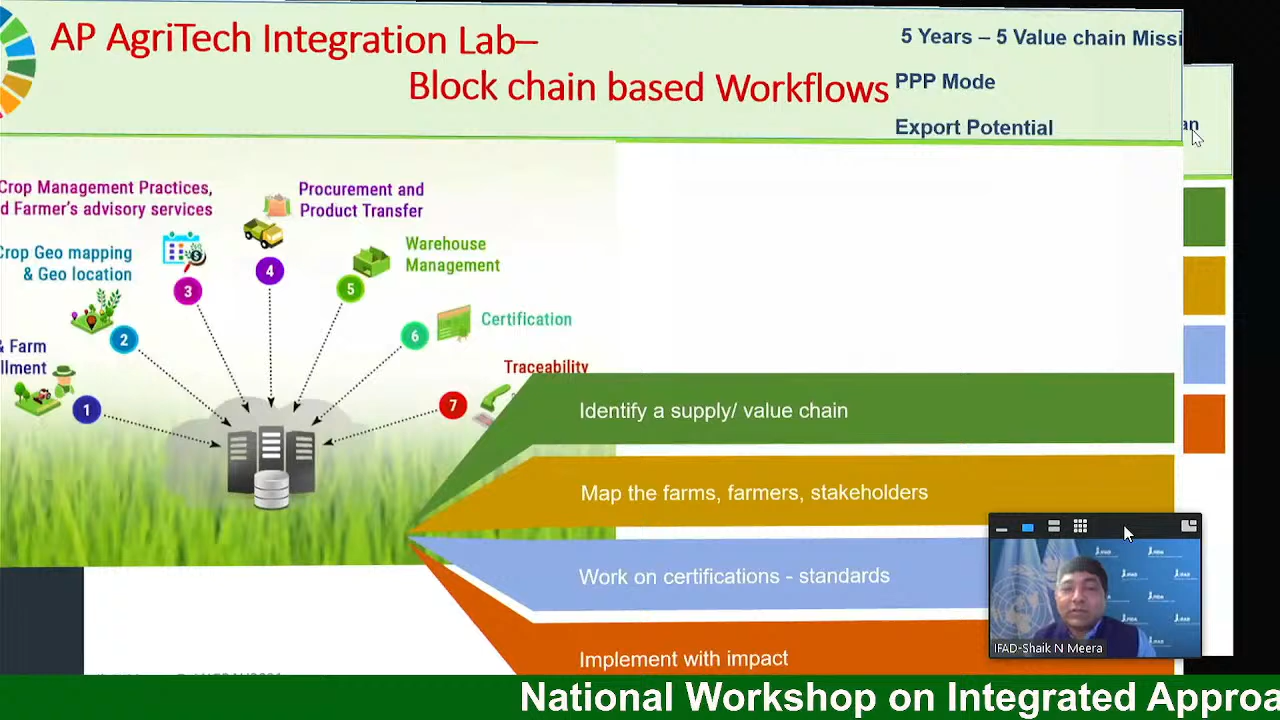 AP AgriTech Integration Lab–
Block chain based Workflows
5 Years – 5 Value chain Missi
PPP Mode
Export Potential
an
Crop Management Practices,
d Farmer's advisory services
Procurement and
Product Transfer
Crop Geo mapping
& Geo location
Warehouse
Management
Certification
& Farm
llment
Traceability
1
2
3
4
5
6
7
Identify a supply/ value chain
Map the farms, farmers, stakeholders
Work on certifications - standards
Implement with impact
IFAD-Shaik N Meera
National Workshop on Integrated Approa